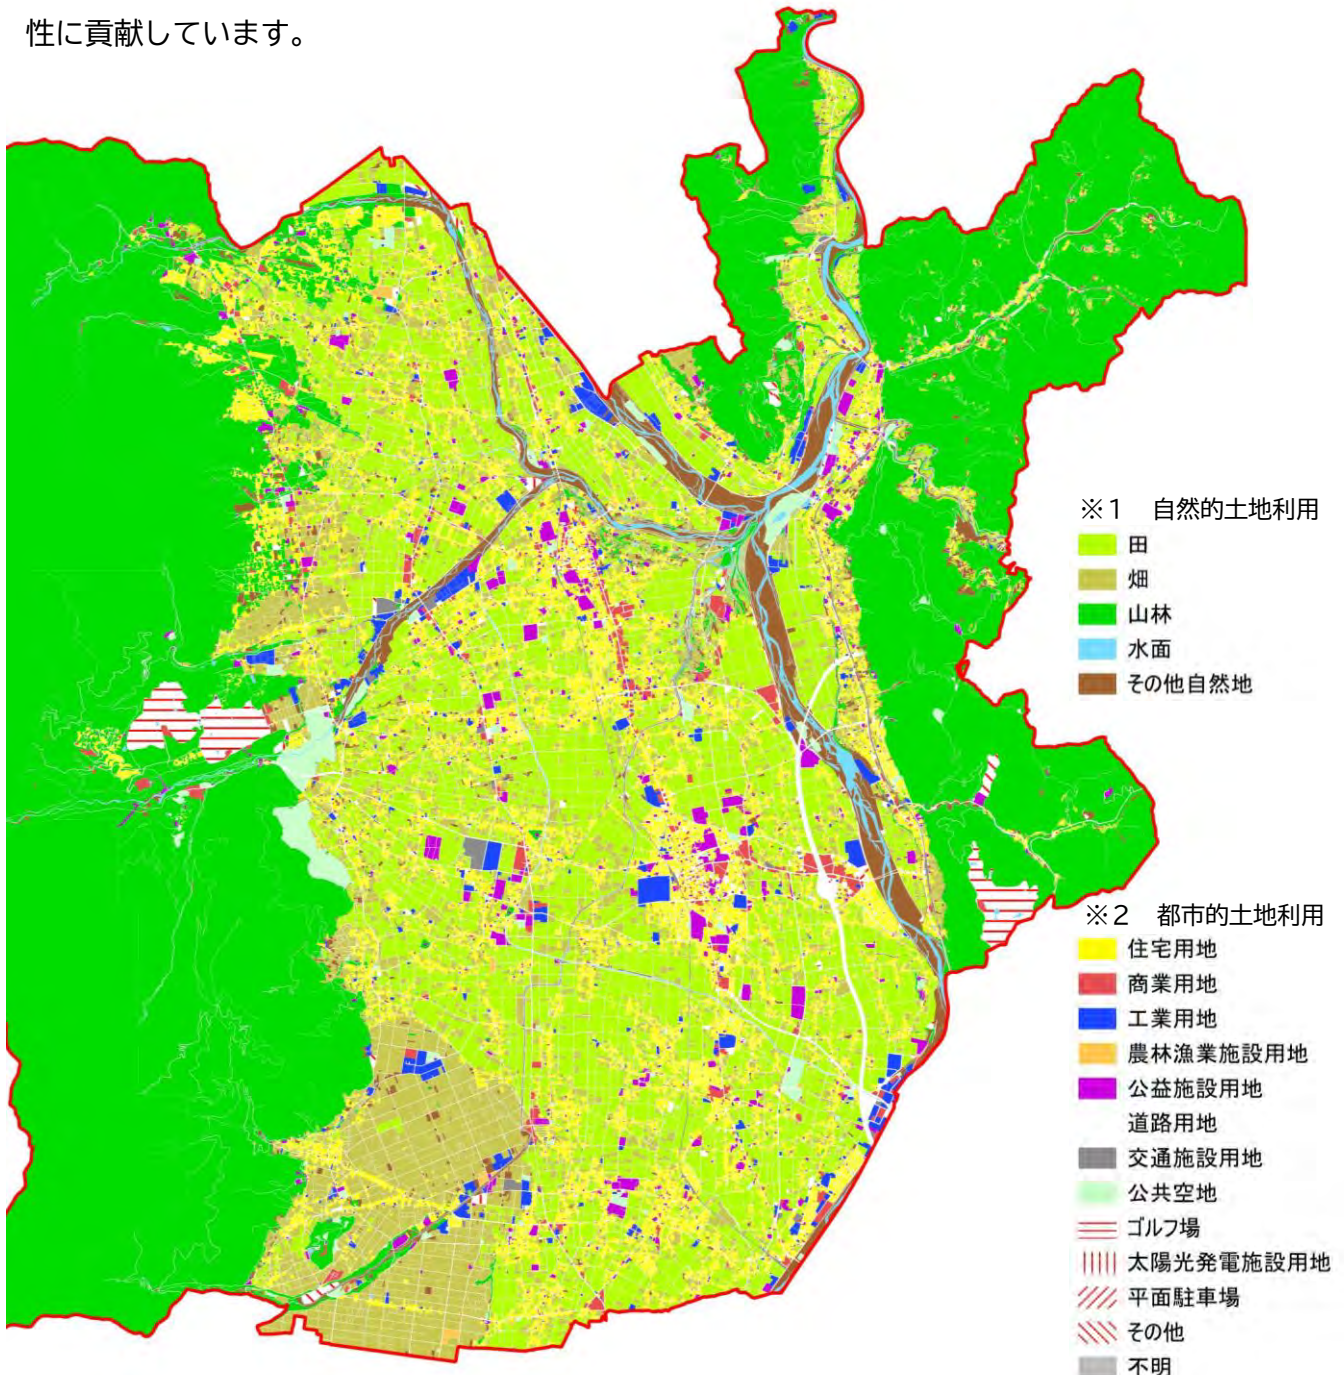 性に貢献しています。
※1 自然的土地利用
田
畑
山林
水面
その他自然地
※2 都市的土地利用
住宅用地
商業用地
工業用地
農林漁業施設用地
公益施設用地
道路用地
交通施設用地
公共空地
ゴルフ場
太陽光発電施設用地
平面駐車場
その他
不明